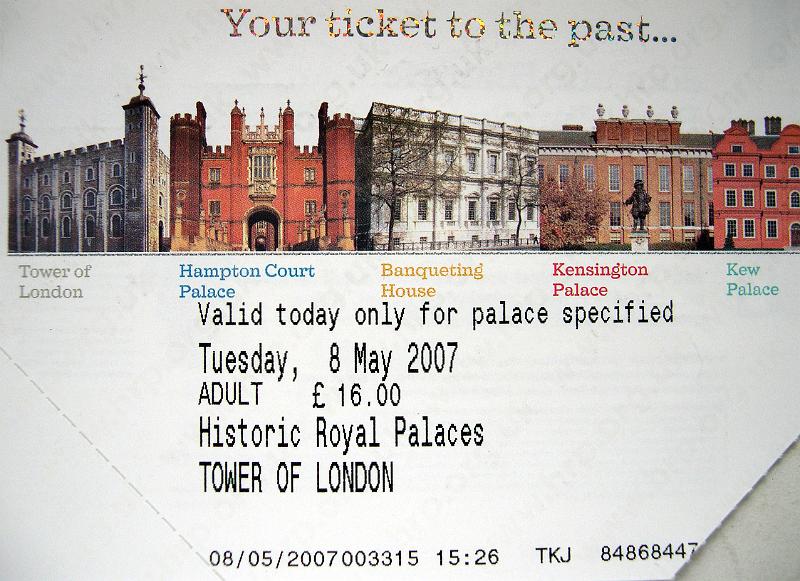 Your ticket to the past...
Tower of London
Hampton Court Palace
Banqueting House
Kensington Palace
Kew Palace
Valid today only for palace specified
Tuesday, 8 May 2007
ADULT £ 16.00
Historic Royal Palaces
TOWER OF LONDON
08/05/2007003315 15:26 TKJ 84868447